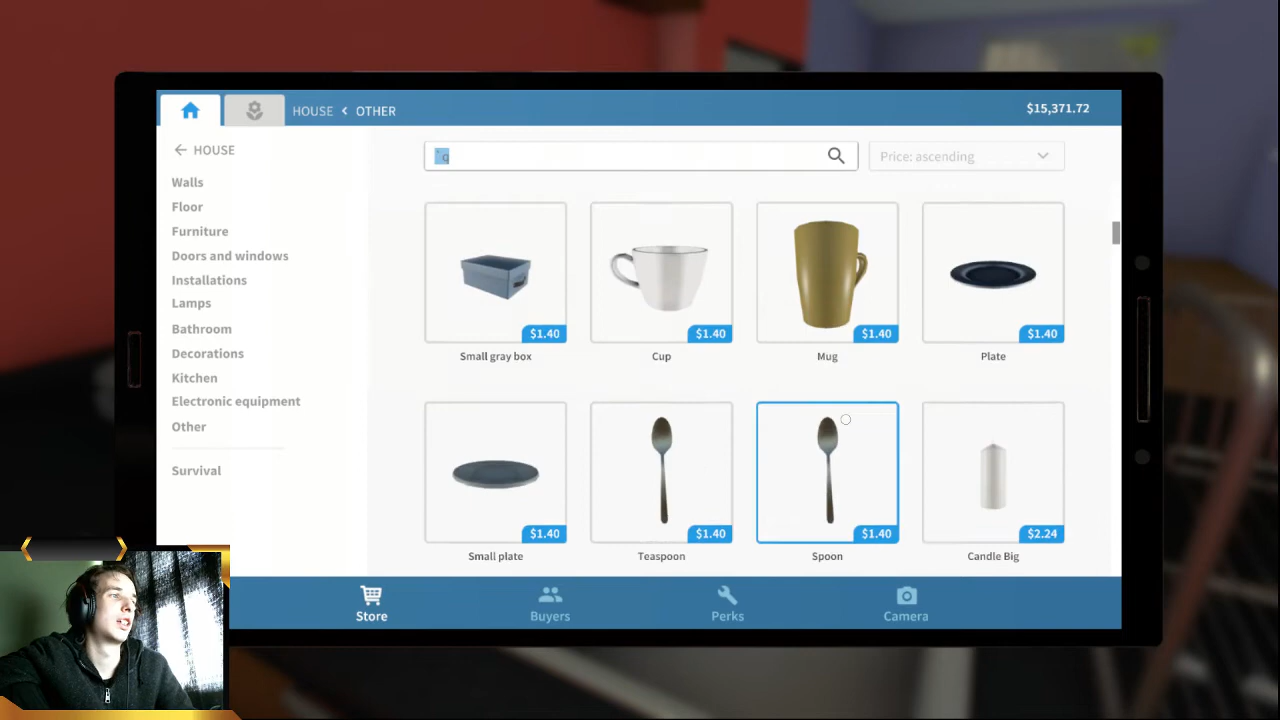 HOUSE < OTHER
$15,371.72
HOUSE
Price: ascending
Walls
Floor
Furniture
Doors and windows
Installations
Lamps
Bathroom
Decorations
Kitchen
Electronic equipment
Other
Survival
$1.40
$1.40
$1.40
$1.40
Small gray box
Cup
Mug
Plate
$1.40
$1.40
$1.40
$2.24
Small plate
Teaspoon
Spoon
Candle Big
Store
Buyers
Perks
Camera